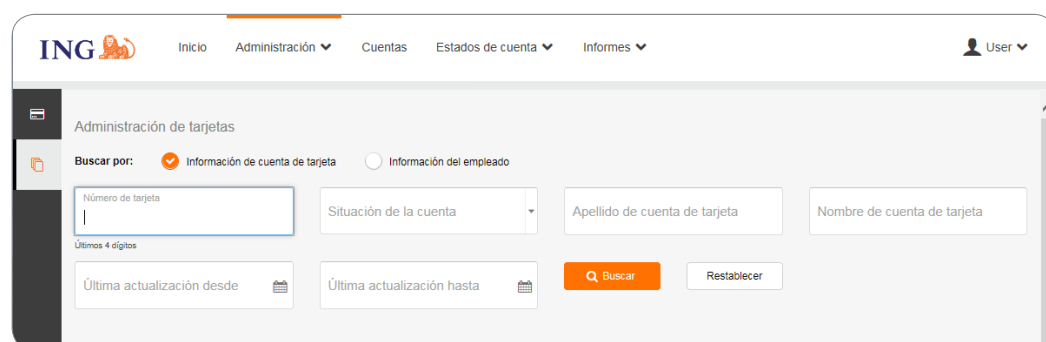 ING Inicio Administración Cuentas Estados de cuenta Informes User
Administración de tarjetas
Buscar por: Información de cuenta de tarjeta Información del empleado
Número de tarjeta
Situación de la cuenta Apellido de cuenta de tarjeta Nombre de cuenta de tarjeta
Últimos 4 dígitos
Última actualización desde Última actualización hasta Buscar Restablecer